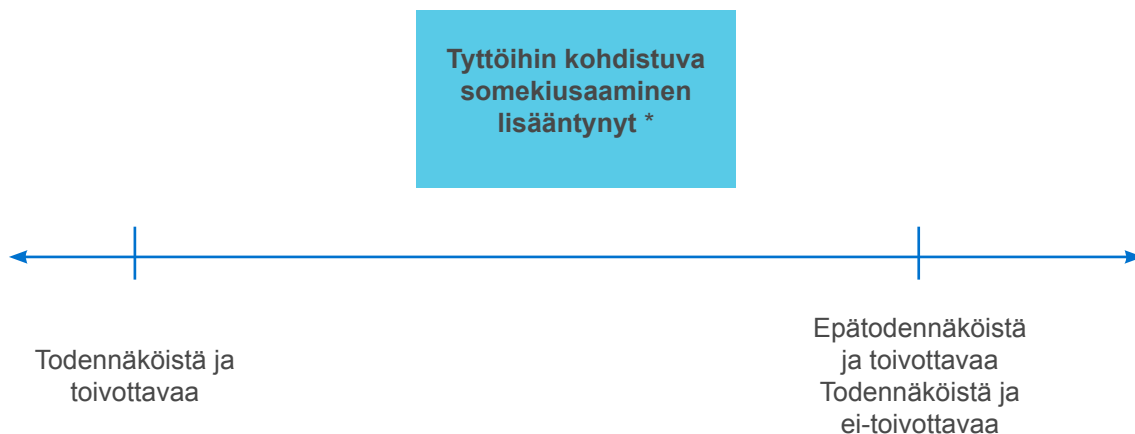 Tyttöihin kohdistuva
somekiusaaminen
lisääntynyt *
Todennäköistä ja
toivottavaa
Epätodennäköistä
ja toivottavaa
Todennäköistä ja
ei-toivottavaa